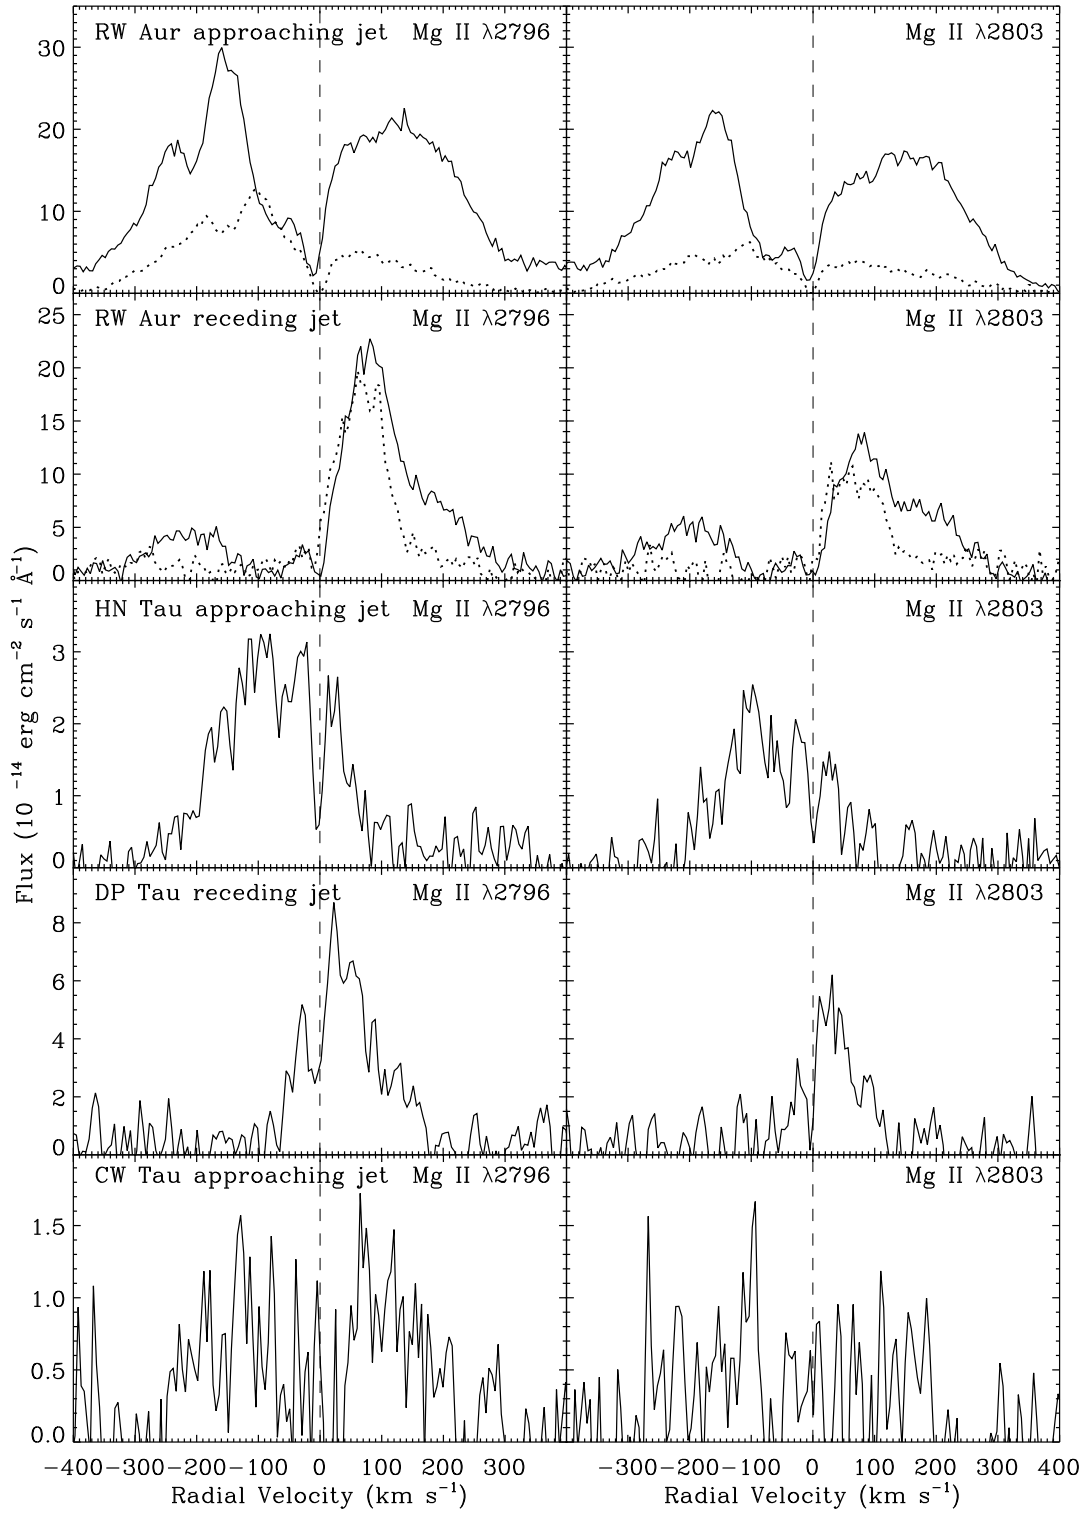 RW Aur approaching jet Mg II λ2796
Mg II λ2803
30
20
10
0
RW Aur receding jet Mg II λ2796
Mg II λ2803
25
20
15
10
5
0
HN Tau approaching jet Mg II λ2796
Mg II λ2803
3
2
1
0
Flux (10⁻¹⁴ erg cm⁻² s⁻¹ Å⁻¹)
DP Tau receding jet Mg II λ2796
Mg II λ2803
8
6
4
2
0
CW Tau approaching jet Mg II λ2796
Mg II λ2803
1.5
1.0
0.5
0.0
−400−300−200−100 0 100 200 300
−300−200−100 0 100 200 300 400
Radial Velocity (km s⁻¹)
Radial Velocity (km s⁻¹)